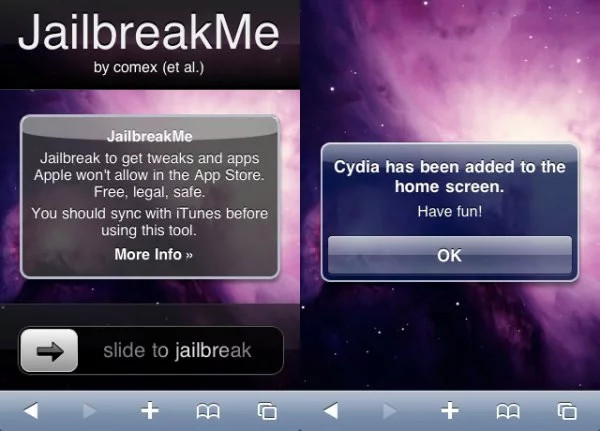 JailbreakMe
by comex (et al.)
JailbreakMe
Jailbreak to get tweaks and apps
Apple won't allow in the App Store.
Free, legal, safe.
You should sync with iTunes before
using this tool.
More Info »
slide to jailbreak
Cydia has been added to the
home screen.
Have fun!
OK